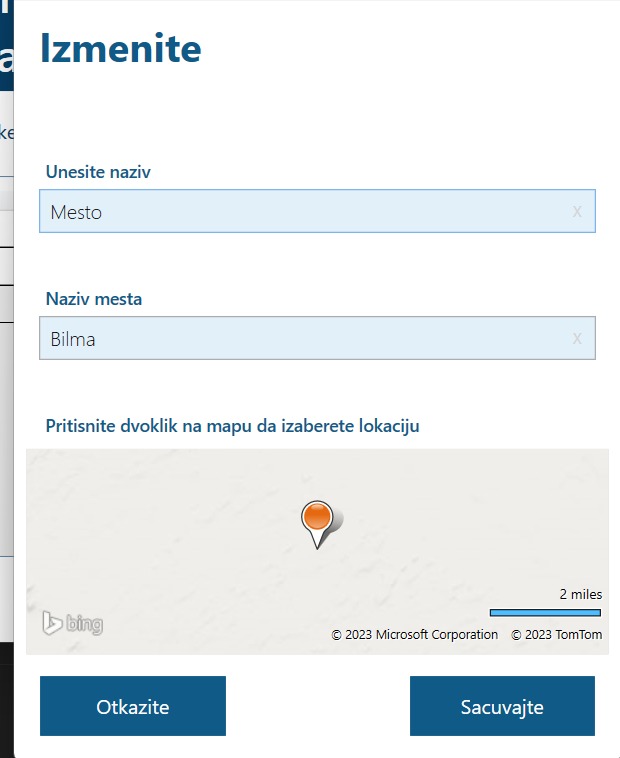 Izmenite
ke
Unesite naziv
Mesto
x
Naziv mesta
Bilma
x
Pritisnite dvoklik na mapu da izaberete lokaciju
2 miles
bing
© 2023 Microsoft Corporation © 2023 TomTom
Otkazite
Sacuvajte